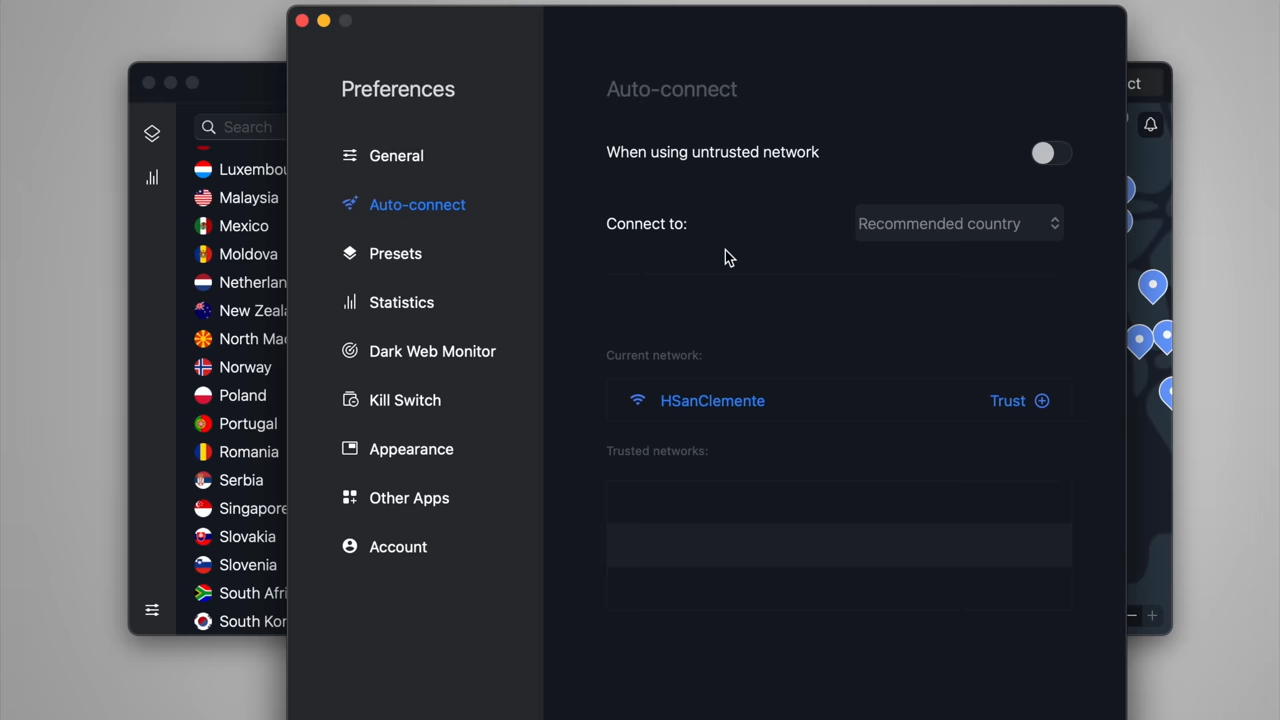 Preferences
General
Auto-connect
Presets
Statistics
Dark Web Monitor
Kill Switch
Appearance
Other Apps
Account
Auto-connect
When using untrusted network
Connect to:
Recommended country
Current network:
HSanClemente
Trust
Trusted networks:
Search
Luxembou
Malaysia
Mexico
Moldova
Netherlan
New Zeala
North Mac
Norway
Poland
Portugal
Romania
Serbia
Singapore
Slovakia
Slovenia
South Afri
South Kor
ct